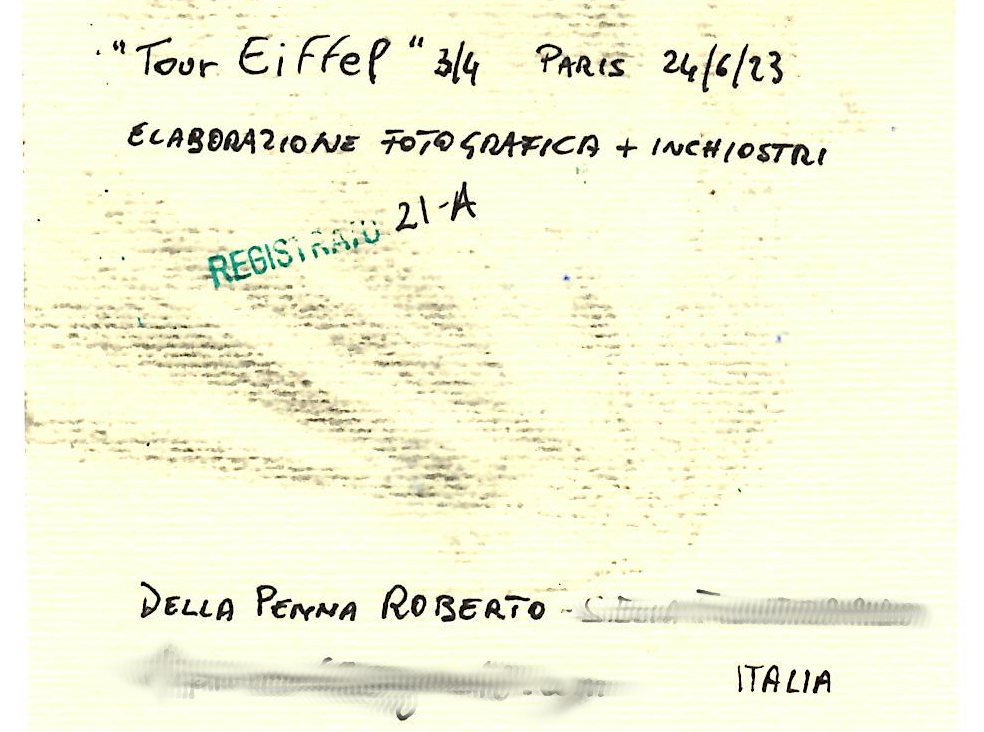 "Tour Eiffel" 3/4 PARIS 24/6/23
ELABORAZIONE FOTOGRAFICA + INCHIOSTRI
REGISTRATO 21-A
DELLA PENNA ROBERTO -
ITALIA